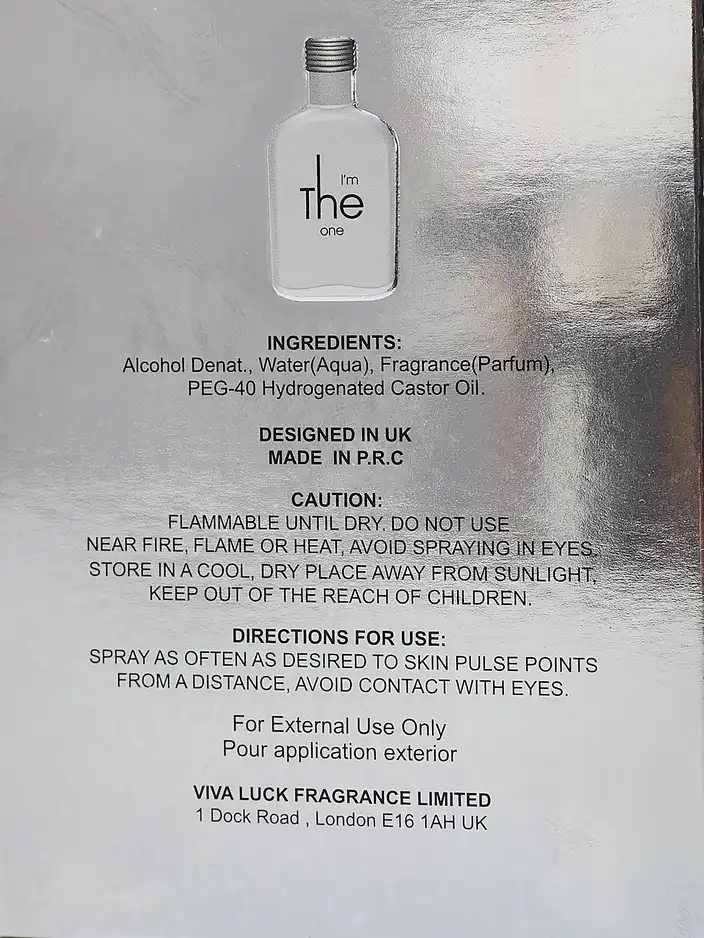 I'm
The
one
INGREDIENTS:
Alcohol Denat., Water(Aqua), Fragrance(Parfum),
PEG-40 Hydrogenated Castor Oil.
DESIGNED IN UK
MADE IN P.R.C
CAUTION:
FLAMMABLE UNTIL DRY. DO NOT USE
NEAR FIRE, FLAME OR HEAT, AVOID SPRAYING IN EYES.
STORE IN A COOL, DRY PLACE AWAY FROM SUNLIGHT,
KEEP OUT OF THE REACH OF CHILDREN.
DIRECTIONS FOR USE:
SPRAY AS OFTEN AS DESIRED TO SKIN PULSE POINTS
FROM A DISTANCE, AVOID CONTACT WITH EYES.
For External Use Only
Pour application exterior
VIVA LUCK FRAGRANCE LIMITED
1 Dock Road , London E16 1AH UK